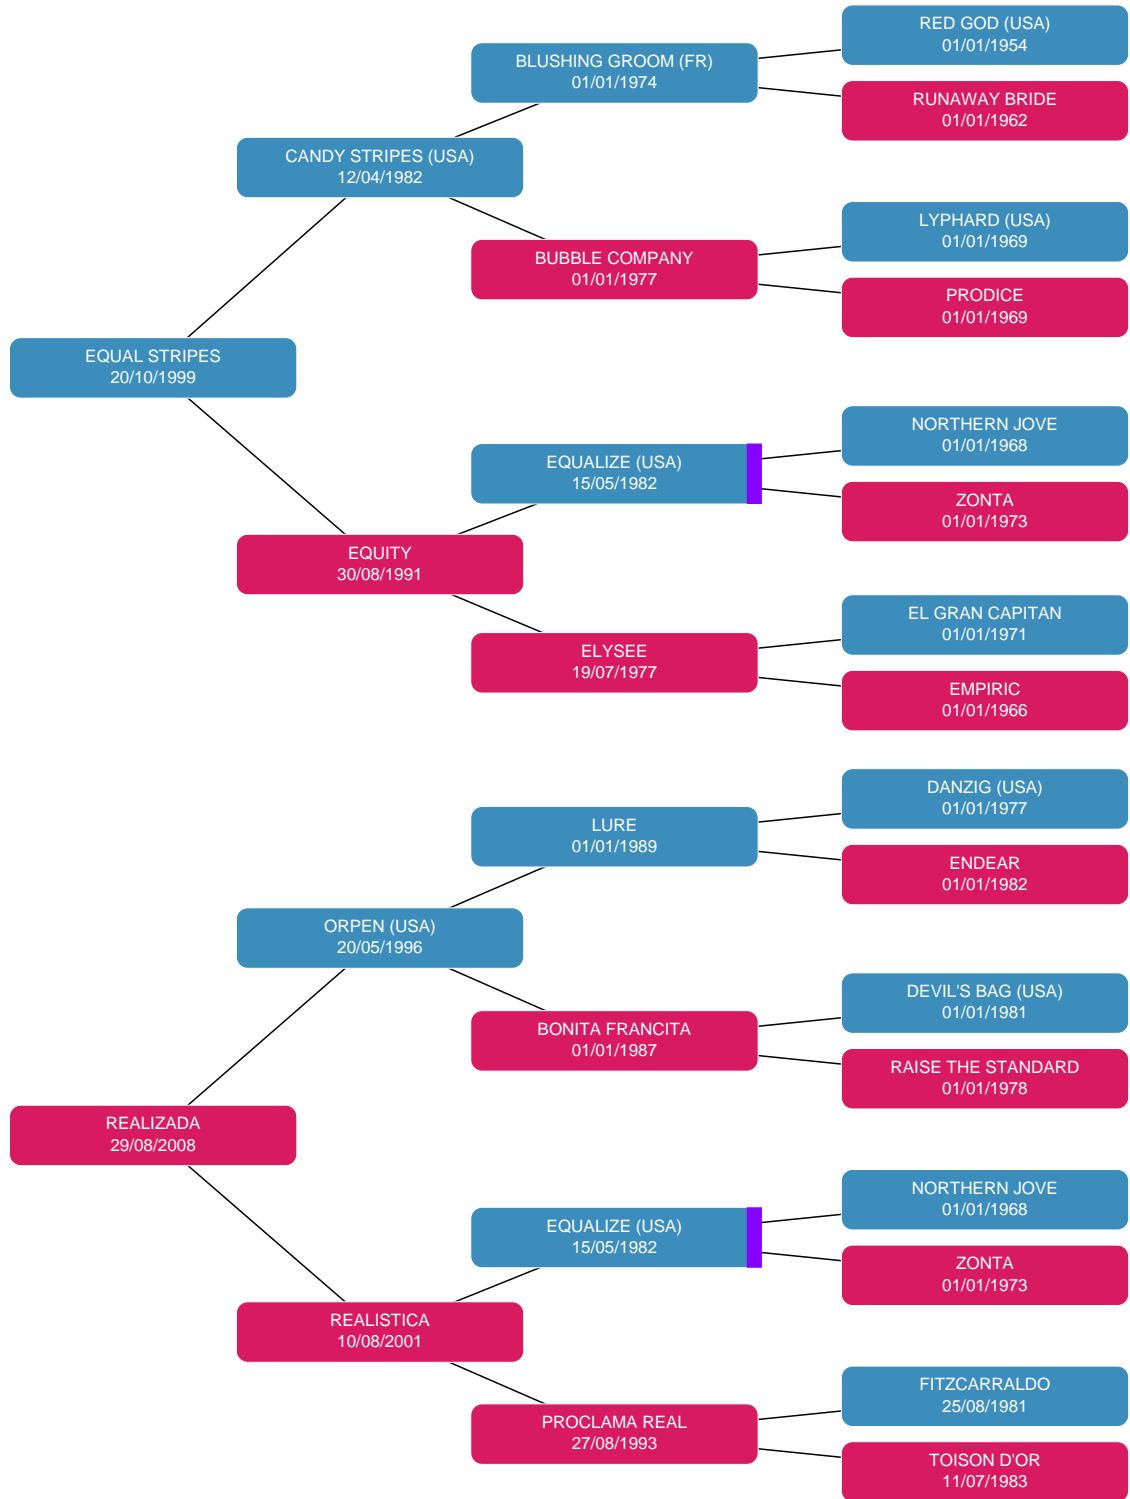 RED GOD (USA)
01/01/1954
BLUSHING GROOM (FR)
01/01/1974
RUNAWAY BRIDE
01/01/1962
CANDY STRIPES (USA)
12/04/1982
LYPHARD (USA)
01/01/1969
BUBBLE COMPANY
01/01/1977
PRODICE
01/01/1969
EQUAL STRIPES
20/10/1999
NORTHERN JOVE
01/01/1968
EQUALIZE (USA)
15/05/1982
ZONTA
01/01/1973
EQUITY
30/08/1991
EL GRAN CAPITAN
01/01/1971
ELYSEE
19/07/1977
EMPIRIC
01/01/1966
DANZIG (USA)
01/01/1977
LURE
01/01/1989
ENDEAR
01/01/1982
ORPEN (USA)
20/05/1996
DEVIL'S BAG (USA)
01/01/1981
BONITA FRANCITA
01/01/1987
RAISE THE STANDARD
01/01/1978
REALIZADA
29/08/2008
NORTHERN JOVE
01/01/1968
EQUALIZE (USA)
15/05/1982
ZONTA
01/01/1973
REALISTICA
10/08/2001
FITZCARRALDO
25/08/1981
PROCLAMA REAL
27/08/1993
TOISON D'OR
11/07/1983